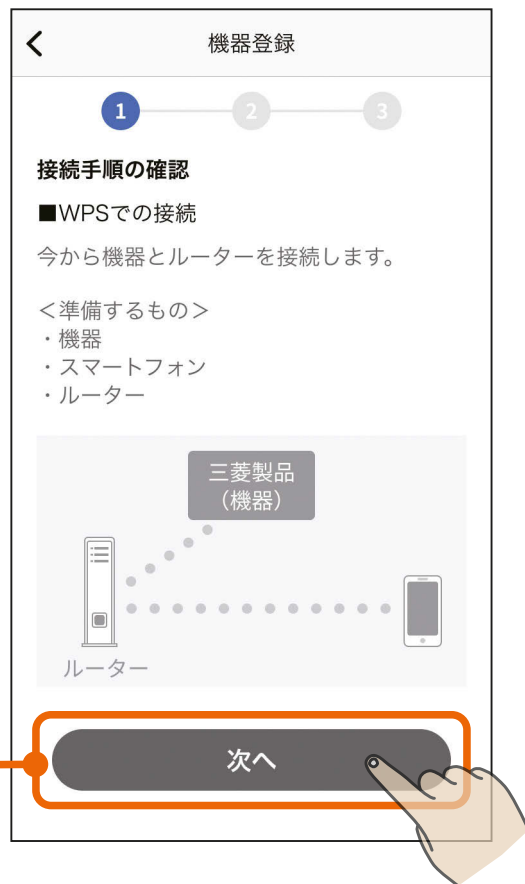 機器登録
1 2 3
接続手順の確認
■WPSでの接続
今から機器とルーターを接続します。
＜準備するもの＞
・機器
・スマートフォン
・ルーター
三菱製品
（機器）
ルーター
次へ